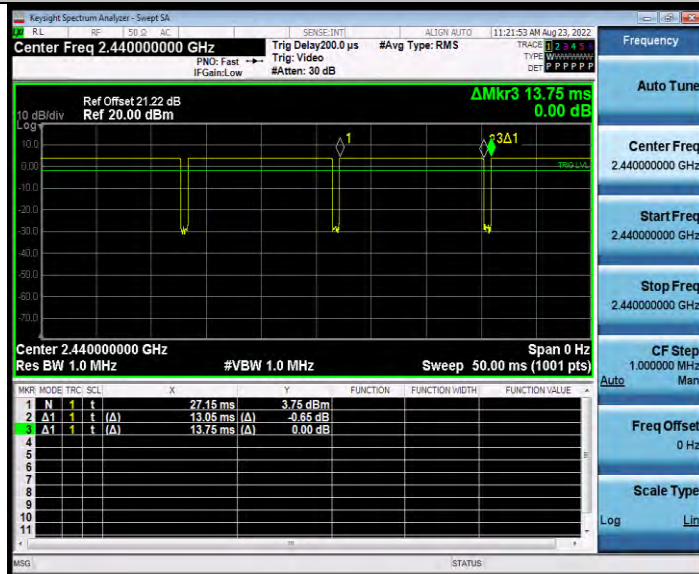 Keysight Spectrum Analyzer - Swept SA
RL RF 50 Ω AC SENSE:INT ALIGN AUTO 11:21:53 AM Aug 23, 2022
Center Freq 2.440000000 GHz
Trig Delay200.0 µs #Avg Type: RMS TRACE 1 2 3 4 5 6
PNO: Fast Trig: Video TYPE WWWWWW
IFGain:Low #Atten: 30 dB DET P P P P P P
ΔMkr3 13.75 ms
0.00 dB
Ref Offset 21.22 dB
10 dB/div Ref 20.00 dBm
Log
10.0
0.00
-10.0
-20.0
-30.0
-40.0
-50.0
-60.0
-70.0
1
3Δ1
TRIG LVL
Center 2.440000000 GHz Span 0 Hz
Res BW 1.0 MHz #VBW 1.0 MHz Sweep 50.00 ms (1001 pts)
MKR MODE TRC SCL X Y FUNCTION FUNCTION WIDTH FUNCTION VALUE
1 N 1 t 27.15 ms 3.75 dBm
2 Δ1 1 t (Δ) 13.05 ms (Δ) -0.65 dB
3 Δ1 1 t (Δ) 13.75 ms (Δ) 0.00 dB
4
5
6
7
8
9
10
11
MSG STATUS
Frequency
Auto Tune
Center Freq
2.440000000 GHz
Start Freq
2.440000000 GHz
Stop Freq
2.440000000 GHz
CF Step
1.000000 MHz
Auto Man
Freq Offset
0 Hz
Scale Type
Log Lin